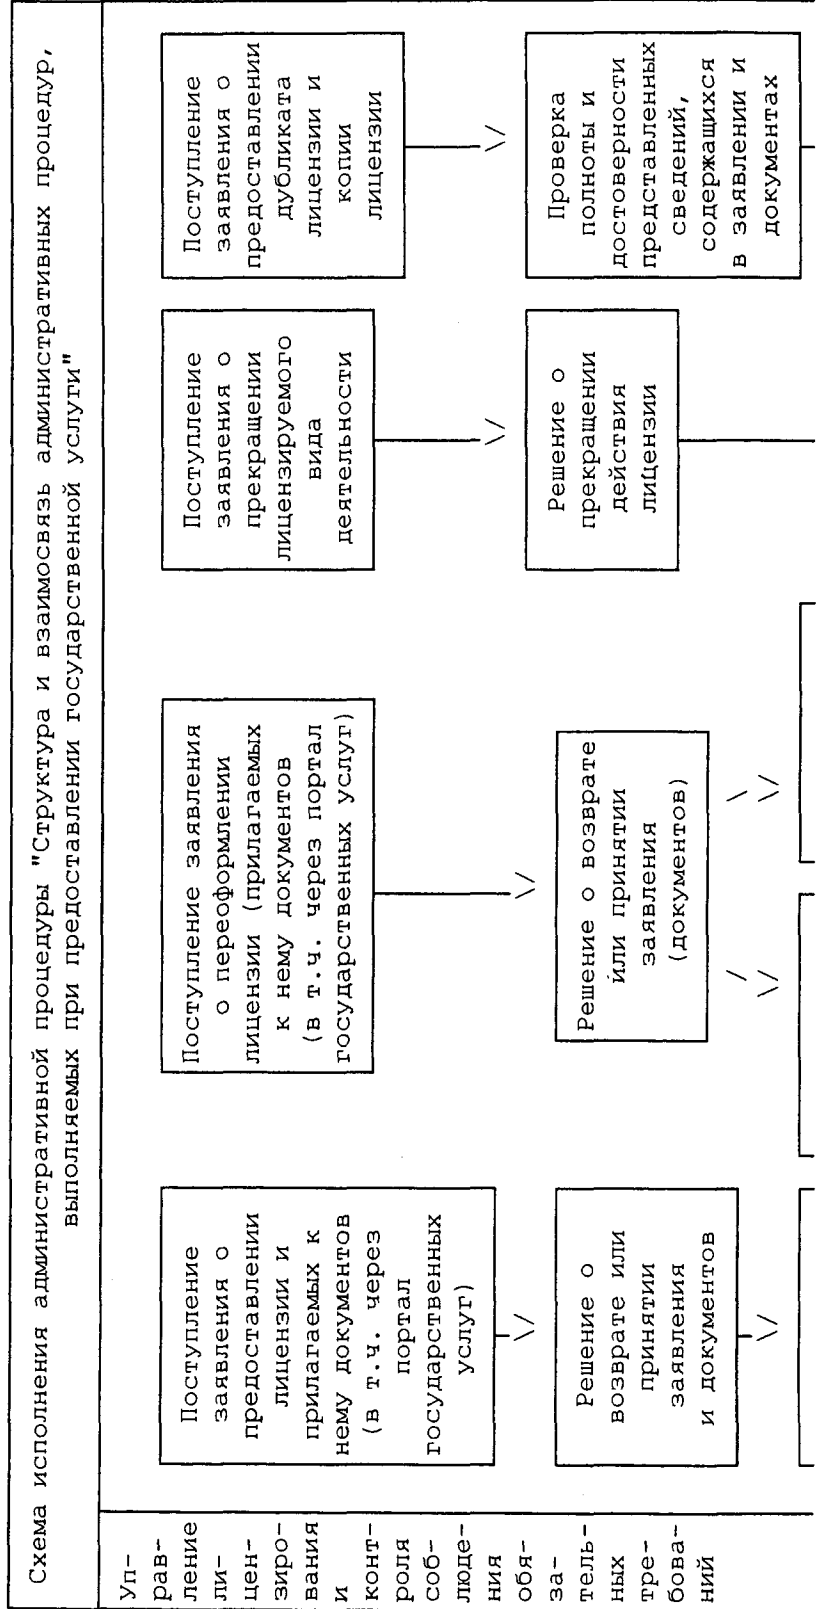 Схема исполнения административной процедуры "Структура и взаимосвязь административных процедур,
выполняемых при предоставлении государственной услуги"
Уп-
рав-
ление
ли-
цен-
зиро-
вания
и
конт-
роля
соб-
люде-
ния
обя-
за-
тель-
ных
тре-
бова-
ний
Поступление
заявления о
предоставлении
лицензии и
прилагаемых к
нему документов
(в т.ч. через
портал
государственных
услуг)
Решение о
возврате или
принятии
заявления
и документов
Поступление заявления
о переоформлении
лицензии (прилагаемых
к нему документов
(в т.ч. через портал
государственных услуг)
Решение о возврате
или принятии
заявления
(документов)
Поступление
заявления о
прекращении
лицензируемого
вида
деятельности
Решение о
прекращении
действия
лицензии
Поступление
заявления о
предоставлении
дубликата
лицензии и
копии
лицензии
Проверка
полноты и
достоверности
представленных
сведений,
содержащихся
в заявлении и
документах